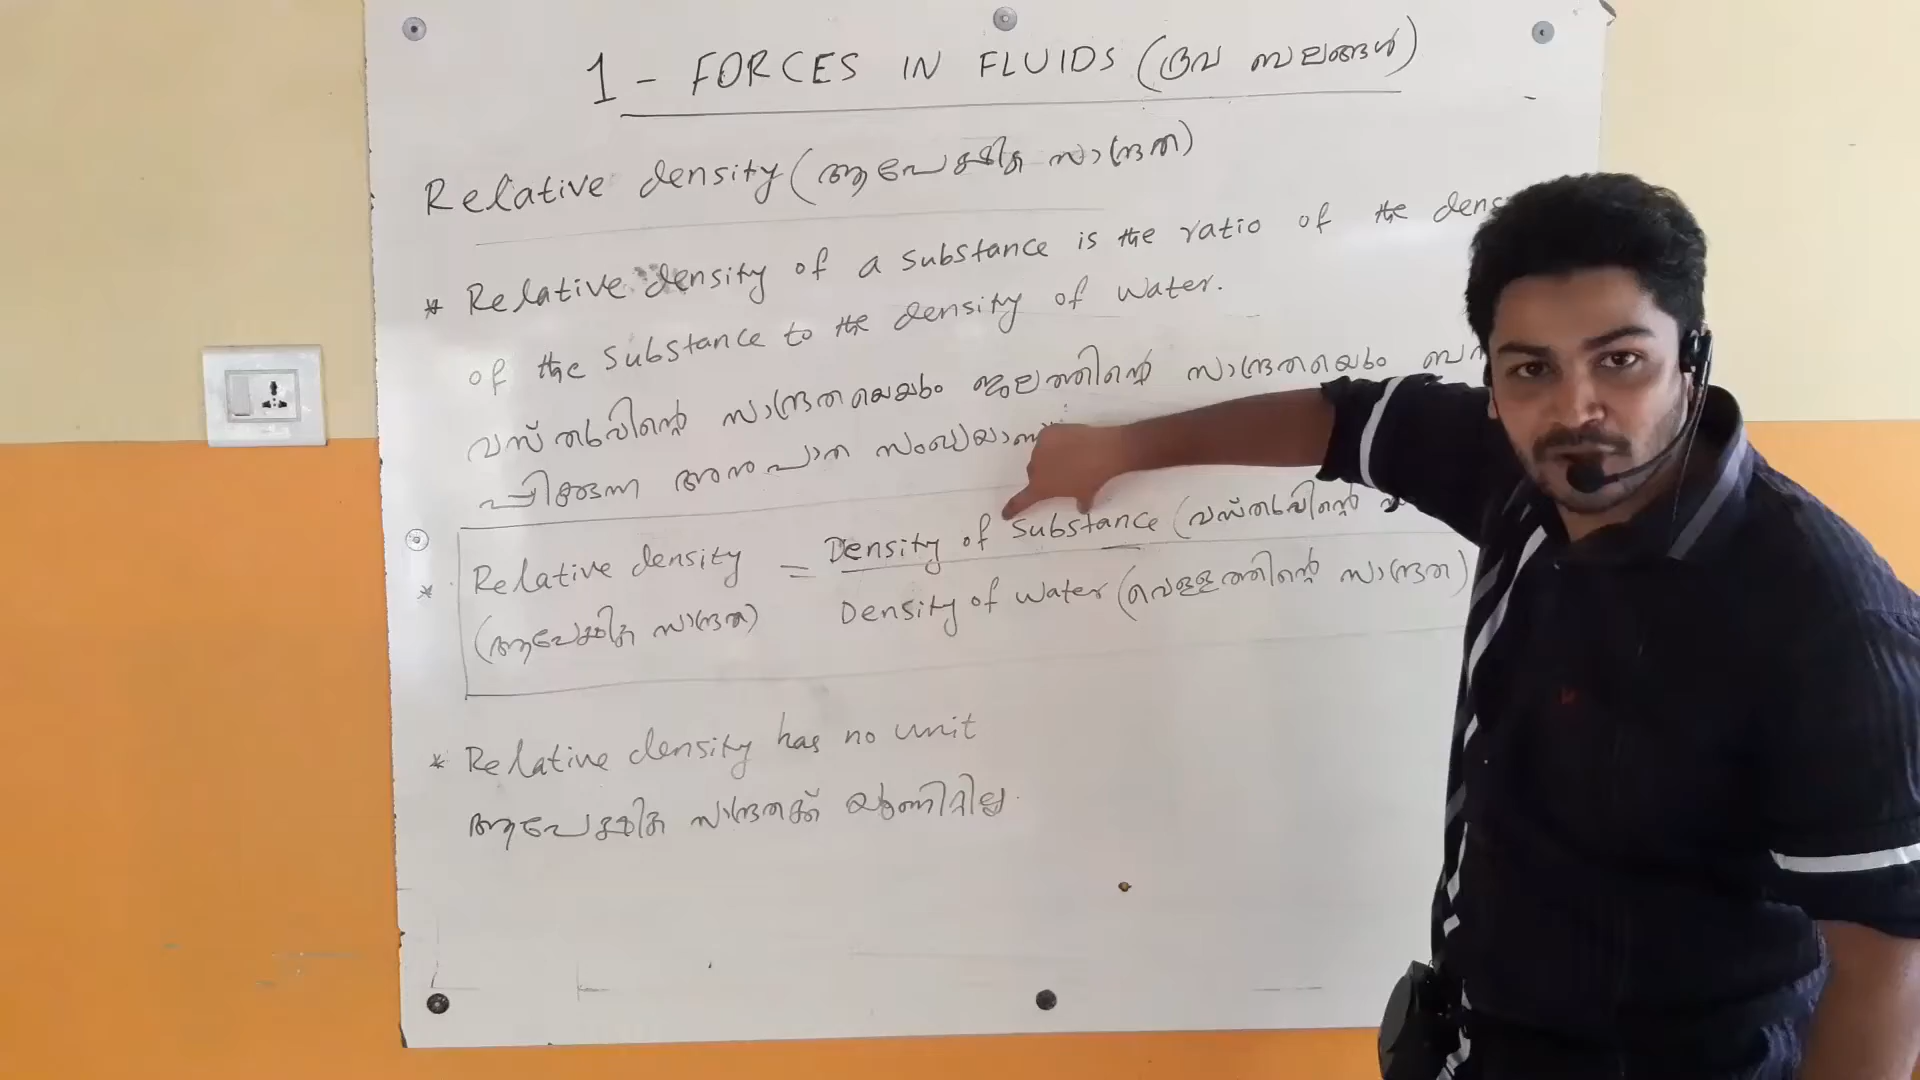 1 - FORCES IN FLUIDS (ദ്രവ ബലങ്ങൾ)
Relative density (ആപേക്ഷിക സാന്ദ്രത)
* Relative density of a substance is the ratio of the
of the substance to the density of water.
വസ്തുവിന്റെ സാന്ദ്രതയെയും ജലത്തിന്റെ സാന്ദ്രതയെയും
പ്പിക്കുന്ന അനുപാത സംഖ്യയാണ്
* Relative density = Density of substance (വസ്തുവിന്റെ
(ആപേക്ഷിക സാന്ദ്രത) Density of water (വെള്ളത്തിന്റെ സാന്ദ്രത)
* Relative density has no unit
ആപേക്ഷിക സാന്ദ്രതക്ക് യൂണിറ്റില്ല.